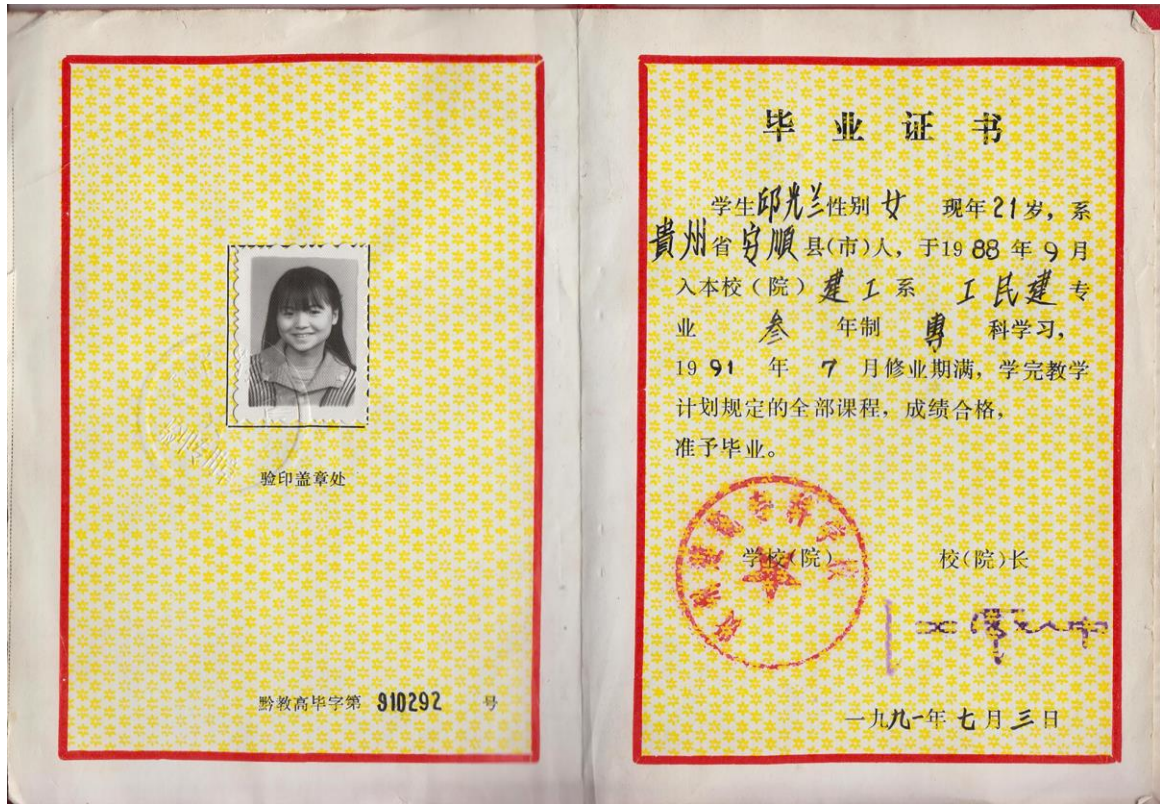 验印盖章处
黔教高毕字第 910292 号
毕业证书
学生邱光兰性别女 现年21岁，系
貴州省安順县(市)人，于1988年9月
入本校(院)建工系 工民建专
业 叁 年制 專 科学习，
1991 年 7 月修业期满，学完教学
计划规定的全部课程，成绩合格，
准予毕业。
学校(院) 校(院)长
一九九一年七月三日